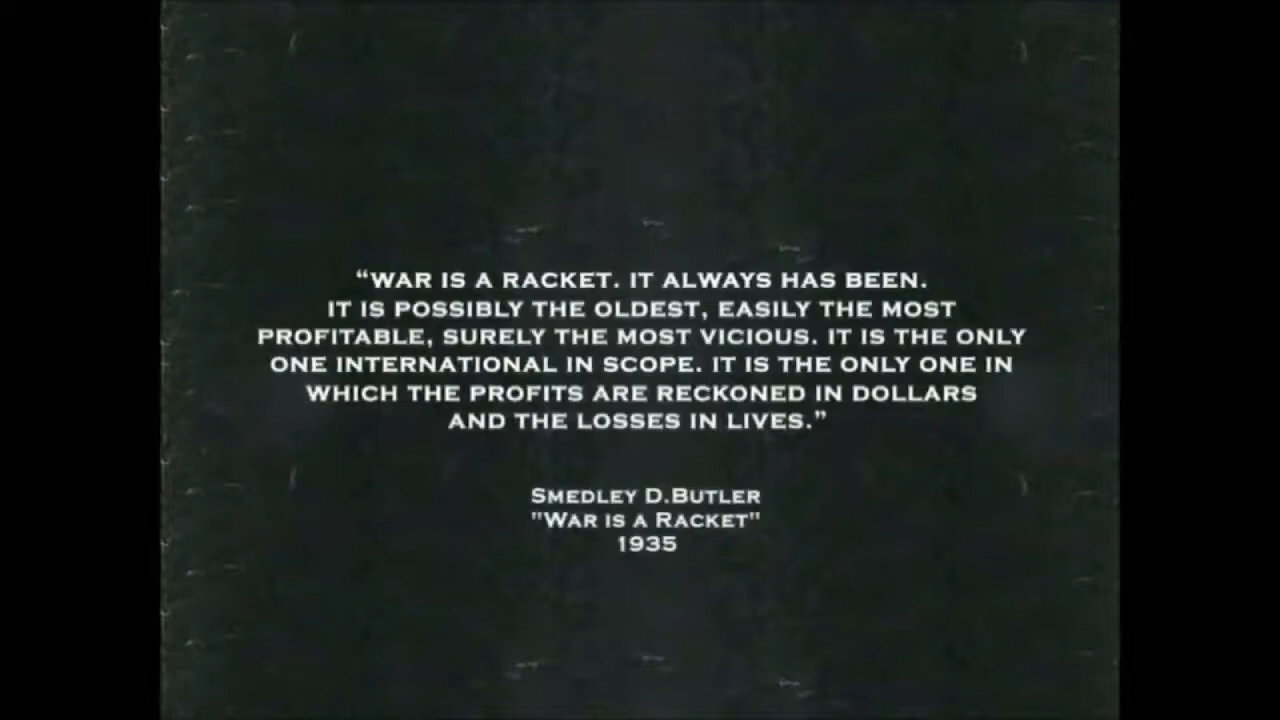 “WAR IS A RACKET. IT ALWAYS HAS BEEN.
IT IS POSSIBLY THE OLDEST, EASILY THE MOST
PROFITABLE, SURELY THE MOST VICIOUS. IT IS THE ONLY
ONE INTERNATIONAL IN SCOPE. IT IS THE ONLY ONE IN
WHICH THE PROFITS ARE RECKONED IN DOLLARS
AND THE LOSSES IN LIVES.”
SMEDLEY D.BUTLER
"WAR IS A RACKET"
1935